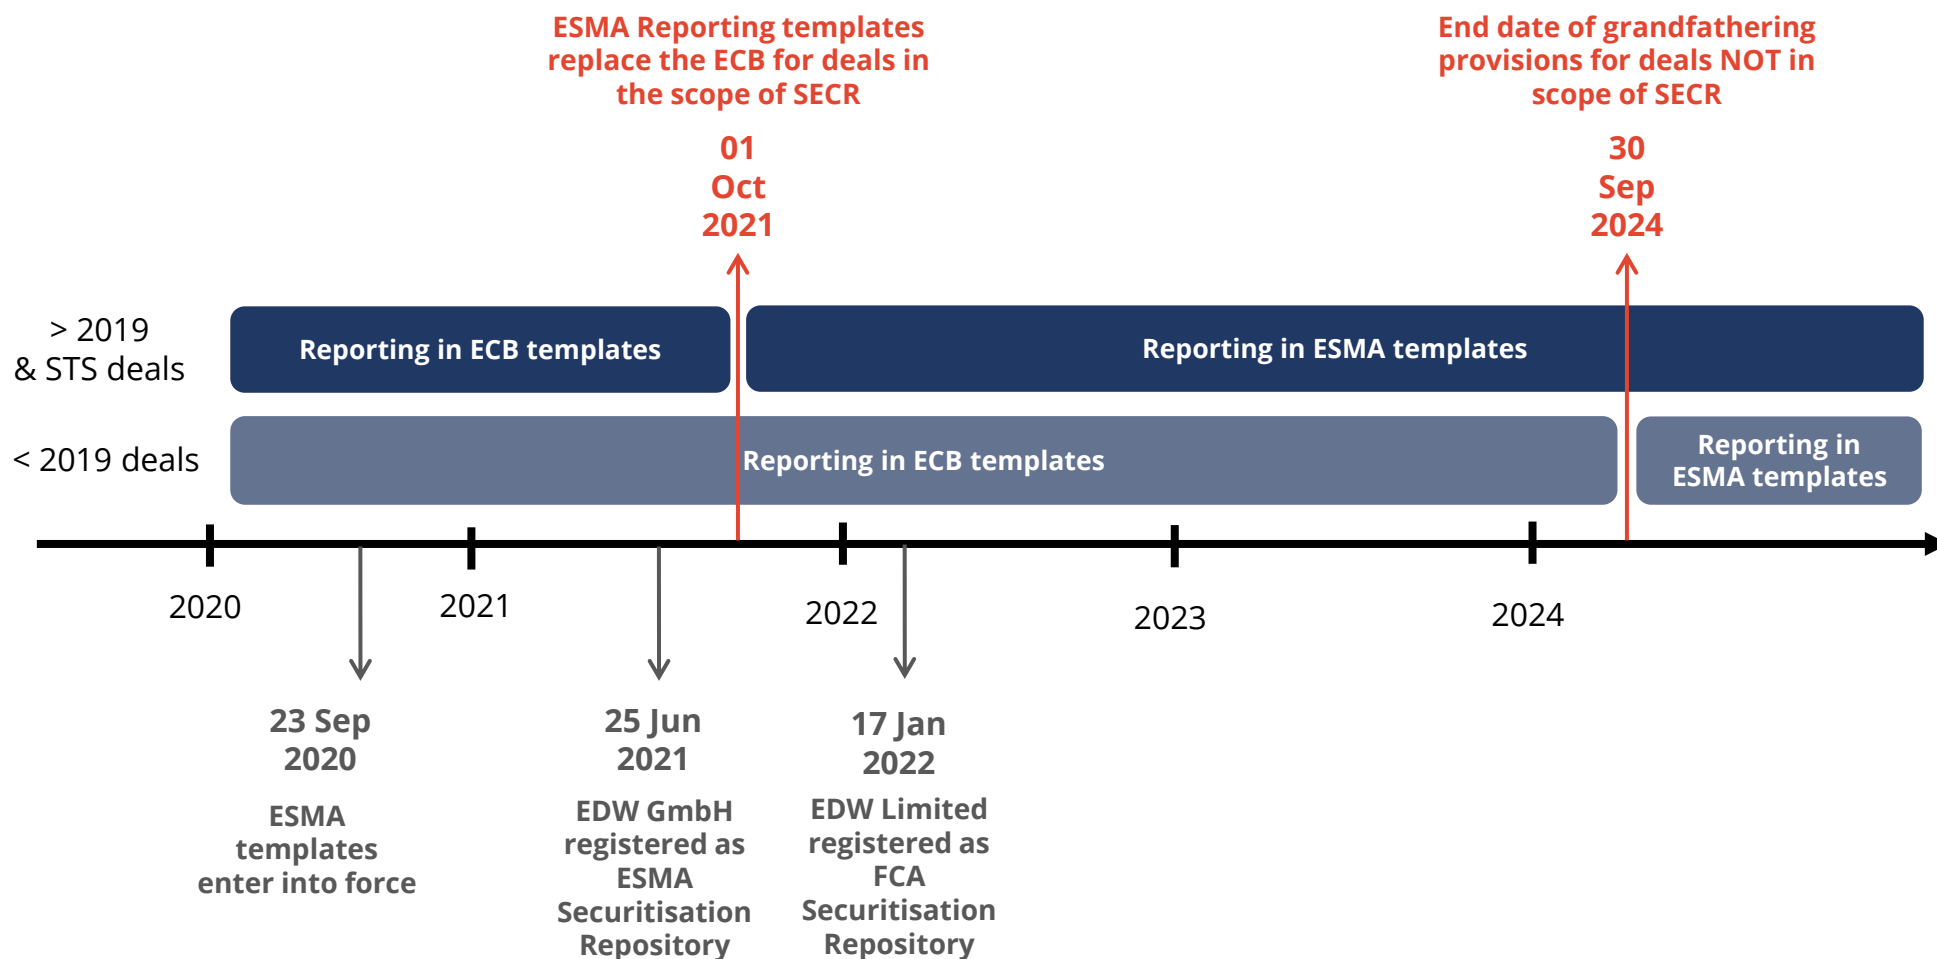 ESMA Reporting templates
replace the ECB for deals in
the scope of SECR
End date of grandfathering
provisions for deals NOT in
scope of SECR
01
Oct
2021
30
Sep
2024
> 2019
& STS deals
Reporting in ECB templates
Reporting in ESMA templates
< 2019 deals
Reporting in ECB templates
Reporting in
ESMA templates
2020
2021
2022
2023
2024
23 Sep
2020
ESMA
templates
enter into force
25 Jun
2021
EDW GmbH
registered as
ESMA
Securitisation
Repository
17 Jan
2022
EDW Limited
registered as
FCA
Securitisation
Repository